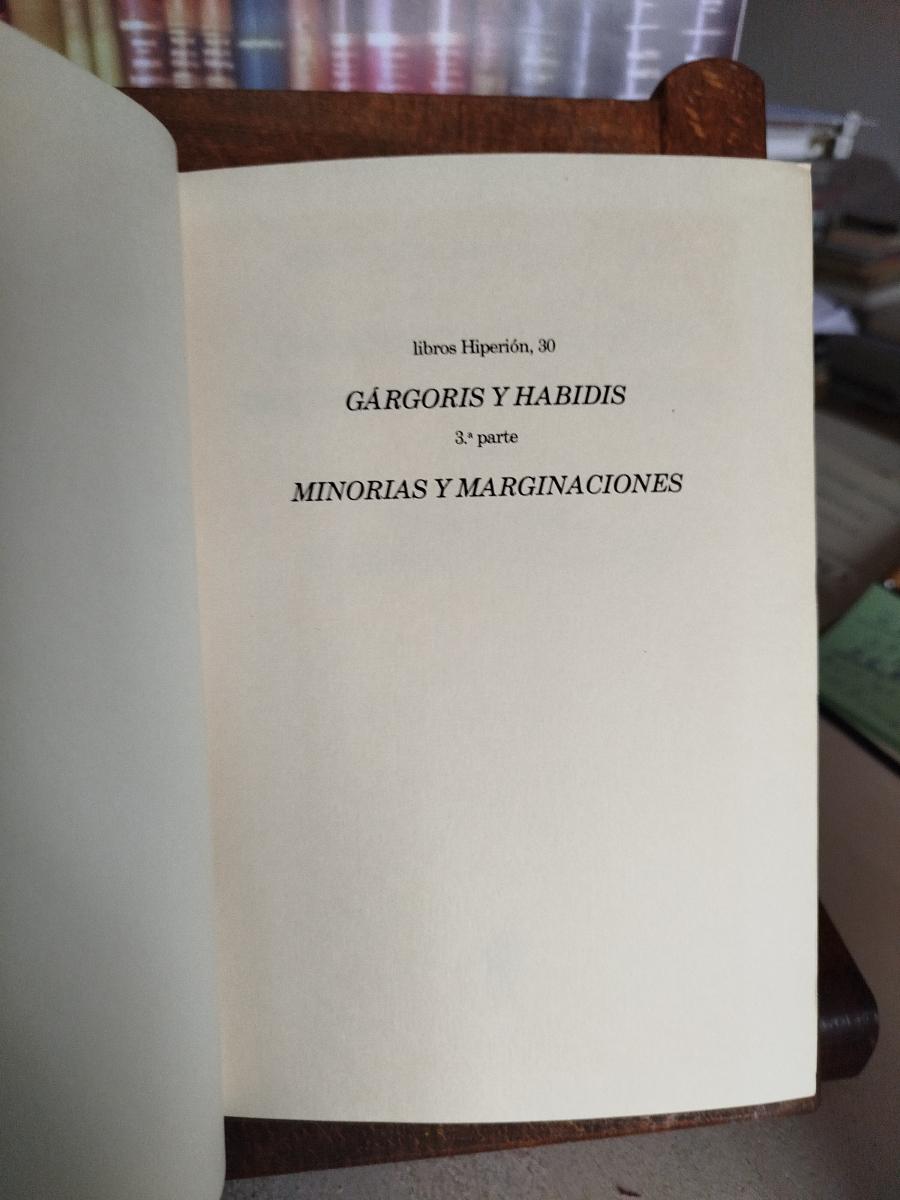 libros Hiperión, 30
GÁRGORIS Y HABIDIS
3.ª parte
MINORIAS Y MARGINACIONES